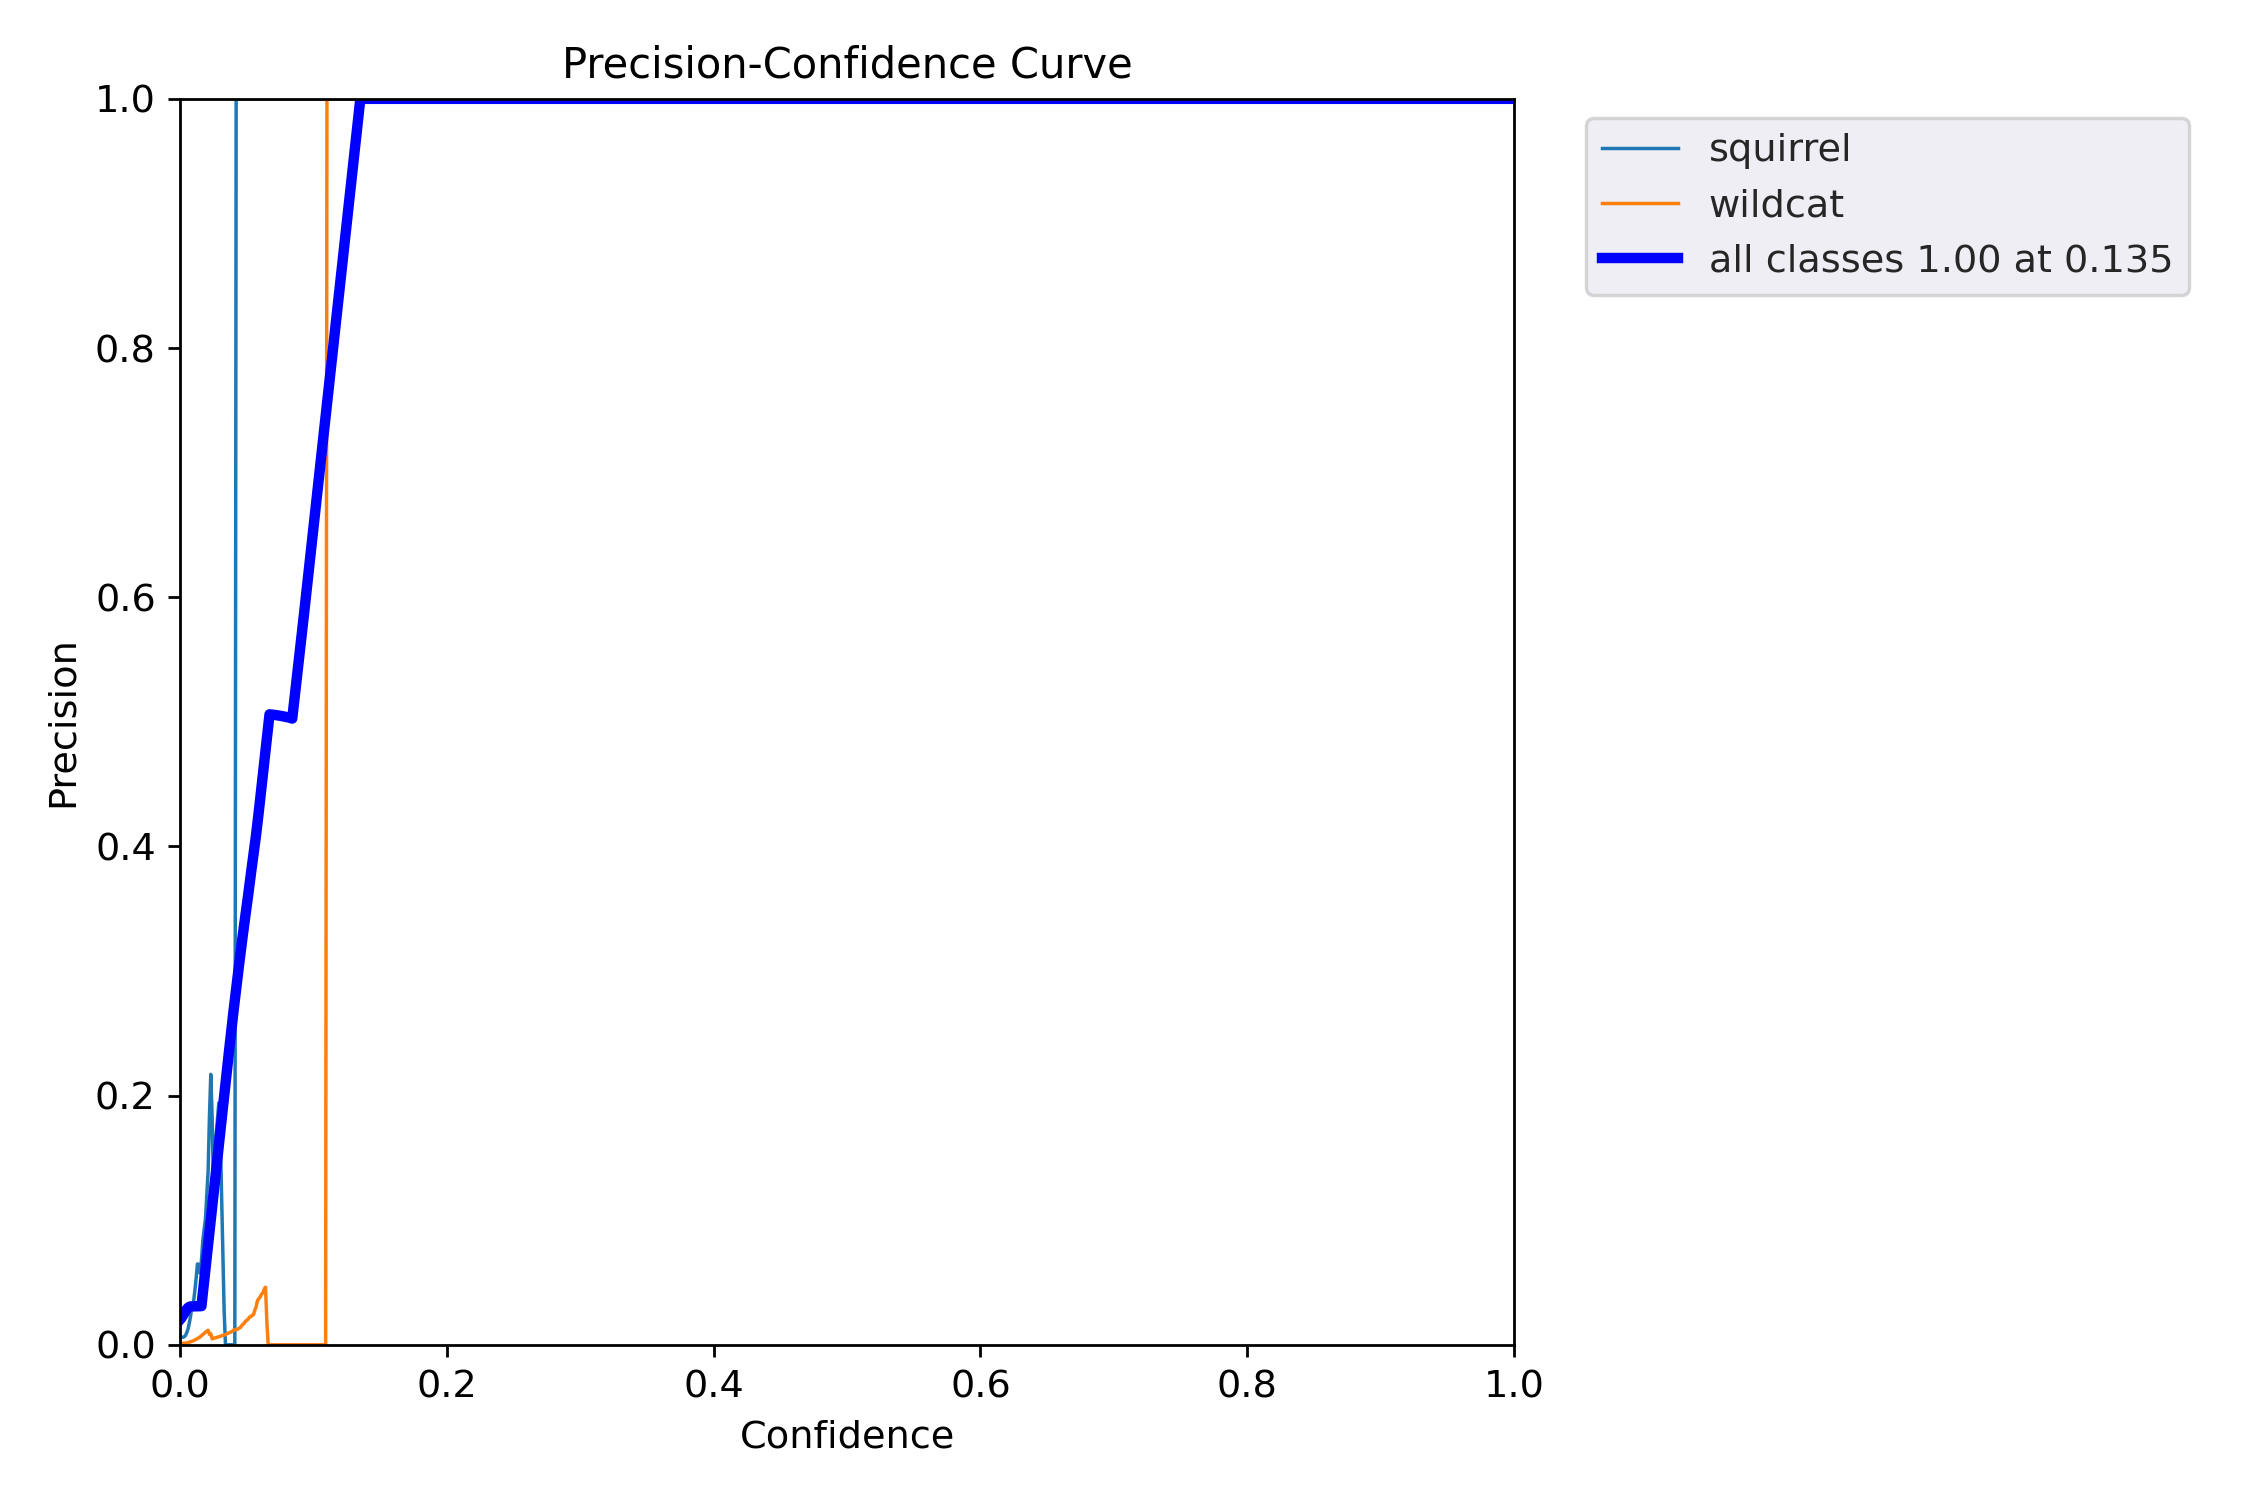 Precision-Confidence Curve
1.0
0.8
0.6
0.4
0.2
0.0
Precision
0.0 0.2 0.4 0.6 0.8 1.0
Confidence
squirrel
wildcat
all classes 1.00 at 0.135